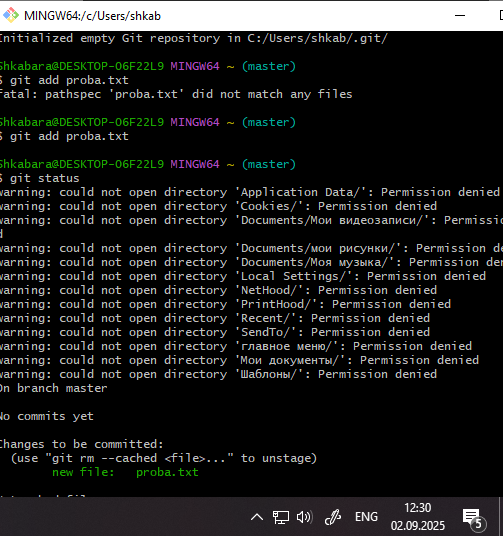 MINGW64:/c/Users/shkab
Initialized empty Git repository in C:/Users/shkab/.git/
Shkabara@DESKTOP-O6F22L9 MINGW64 ~ (master)
$ git add proba.txt
fatal: pathspec 'proba.txt' did not match any files
Shkabara@DESKTOP-O6F22L9 MINGW64 ~ (master)
$ git add proba.txt
Shkabara@DESKTOP-O6F22L9 MINGW64 ~ (master)
$ git status
warning: could not open directory 'Application Data/': Permission denied
warning: could not open directory 'Cookies/': Permission denied
warning: could not open directory 'Documents/Мои видеозаписи/': Permissio
d
warning: could not open directory 'Documents/мои рисунки/': Permission de
warning: could not open directory 'Documents/Моя музыка/': Permission den
warning: could not open directory 'Local Settings/': Permission denied
warning: could not open directory 'NetHood/': Permission denied
warning: could not open directory 'PrintHood/': Permission denied
warning: could not open directory 'Recent/': Permission denied
warning: could not open directory 'SendTo/': Permission denied
warning: could not open directory 'главное меню/': Permission denied
warning: could not open directory 'Мои документы/': Permission denied
warning: could not open directory 'Шаблоны/': Permission denied
On branch master
No commits yet
Changes to be committed:
(use "git rm --cached <file>..." to unstage)
new file:   proba.txt
ENG
12:30
02.09.2025
5